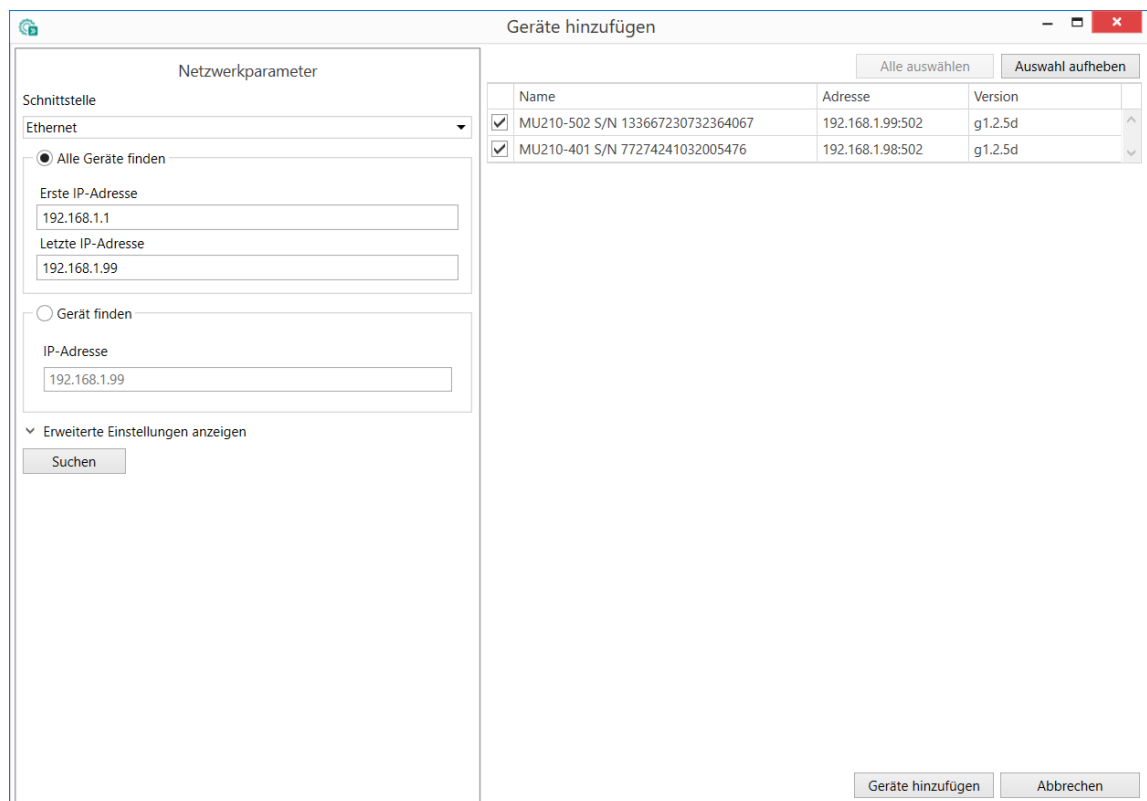 Geräte hinzufügen
Netzwerkparameter
Schnittstelle
Ethernet
Alle Geräte finden
Erste IP-Adresse
192.168.1.1
Letzte IP-Adresse
192.168.1.99
Gerät finden
IP-Adresse
192.168.1.99
Erweiterte Einstellungen anzeigen
Suchen
Alle auswählen Auswahl aufheben
Name Adresse Version
MU210-502 S/N 133667230732364067 192.168.1.99:502 g1.2.5d
MU210-401 S/N 77274241032005476 192.168.1.98:502 g1.2.5d
Geräte hinzufügen Abbrechen